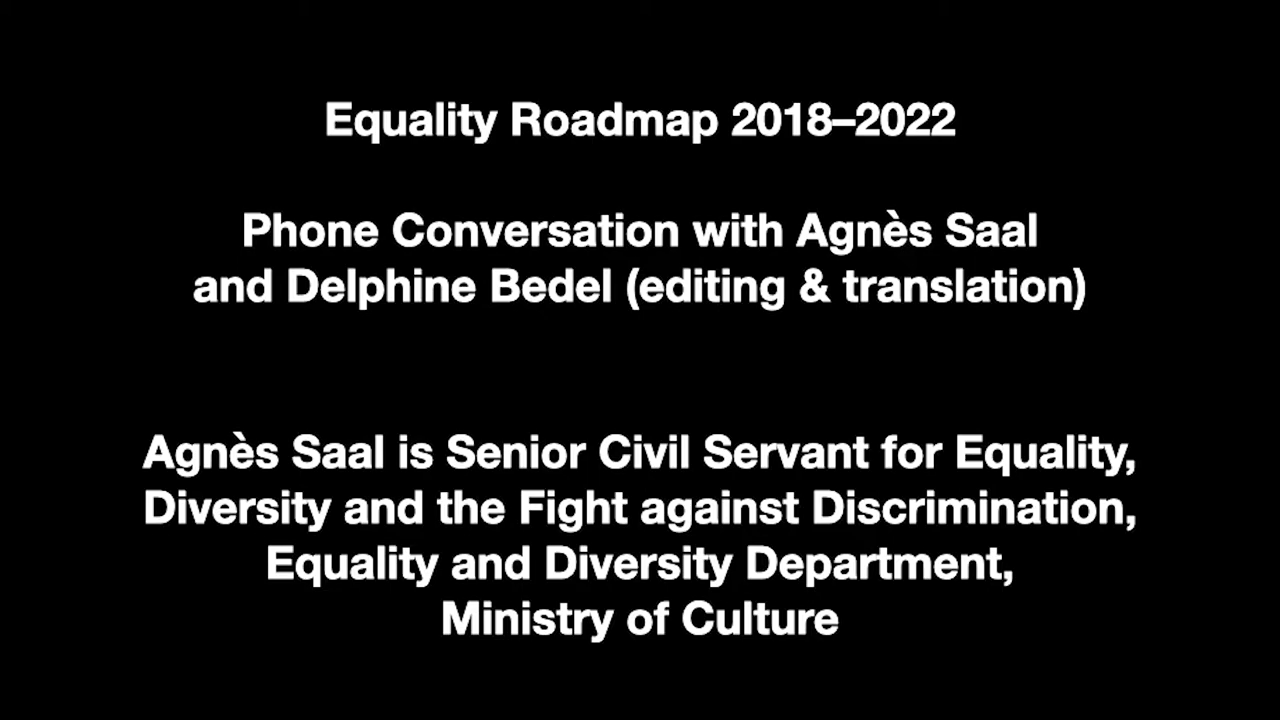 Equality Roadmap 2018–2022
Phone Conversation with Agnès Saal
and Delphine Bedel (editing & translation)
Agnès Saal is Senior Civil Servant for Equality,
Diversity and the Fight against Discrimination,
Equality and Diversity Department,
Ministry of Culture